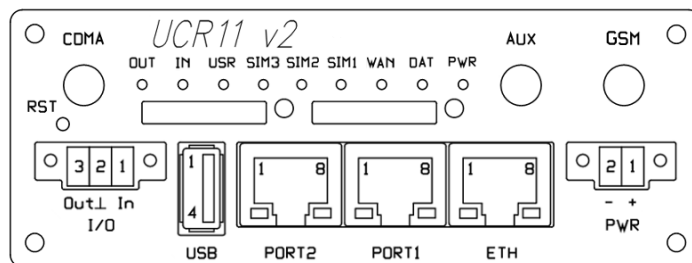 CDMA UCR11 v2 AUX GSM
OUT IN USR SIM3 SIM2 SIM1 WAN DAT PWR
RST
3 2 1 1 4 1 8 1 8 1 8 2 1
Out⊥ In - +
I/O PWR
USB PORT2 PORT1 ETH